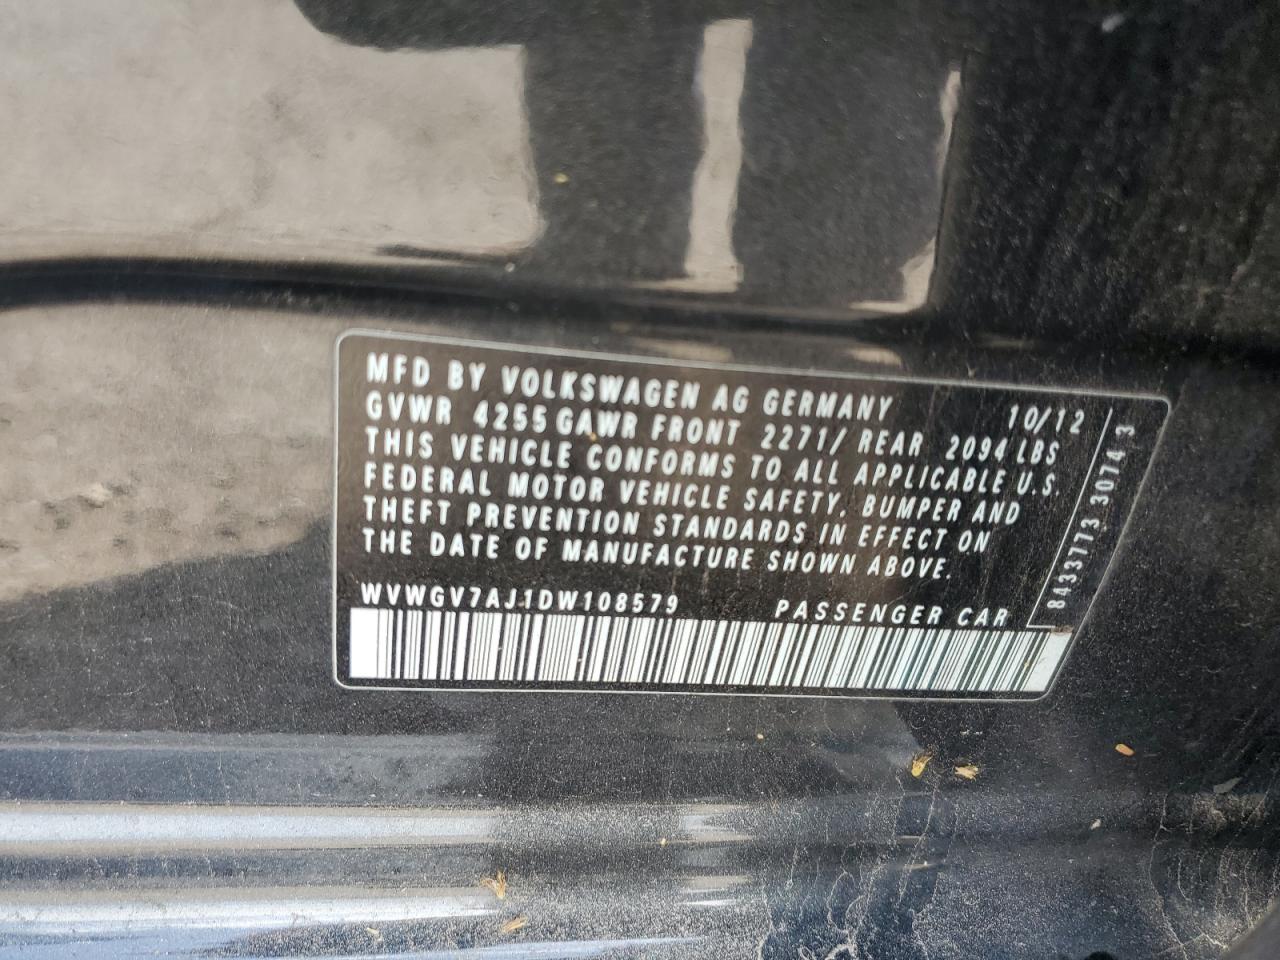 MFD BY VOLKSWAGEN AG GERMANY 10/12
GVWR 4255 GAWR FRONT 2271/ REAR 2094 LBS
THIS VEHICLE CONFORMS TO ALL APPLICABLE U.S.
FEDERAL MOTOR VEHICLE SAFETY, BUMPER AND
THEFT PREVENTION STANDARDS IN EFFECT ON
THE DATE OF MANUFACTURE SHOWN ABOVE.
WVWGV7AJ1DW108579 PASSENGER CAR
8433773 3074 3